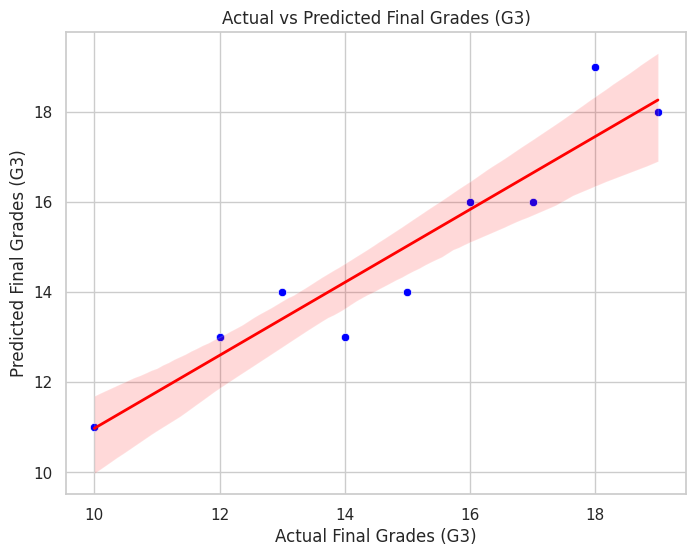 Actual vs Predicted Final Grades (G3)
Predicted Final Grades (G3)
18
16
14
12
10
10 12 14 16 18
Actual Final Grades (G3)